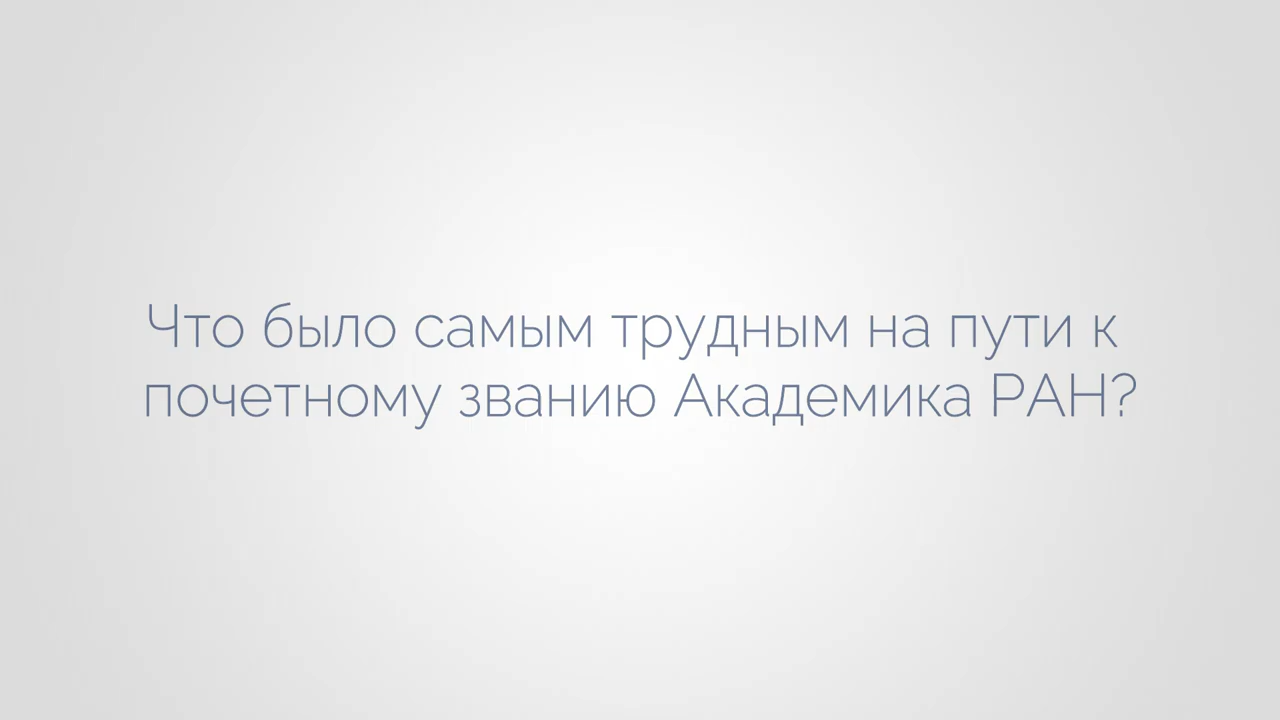 Что было самым трудным на пути к
почетному званию Академика РАН?